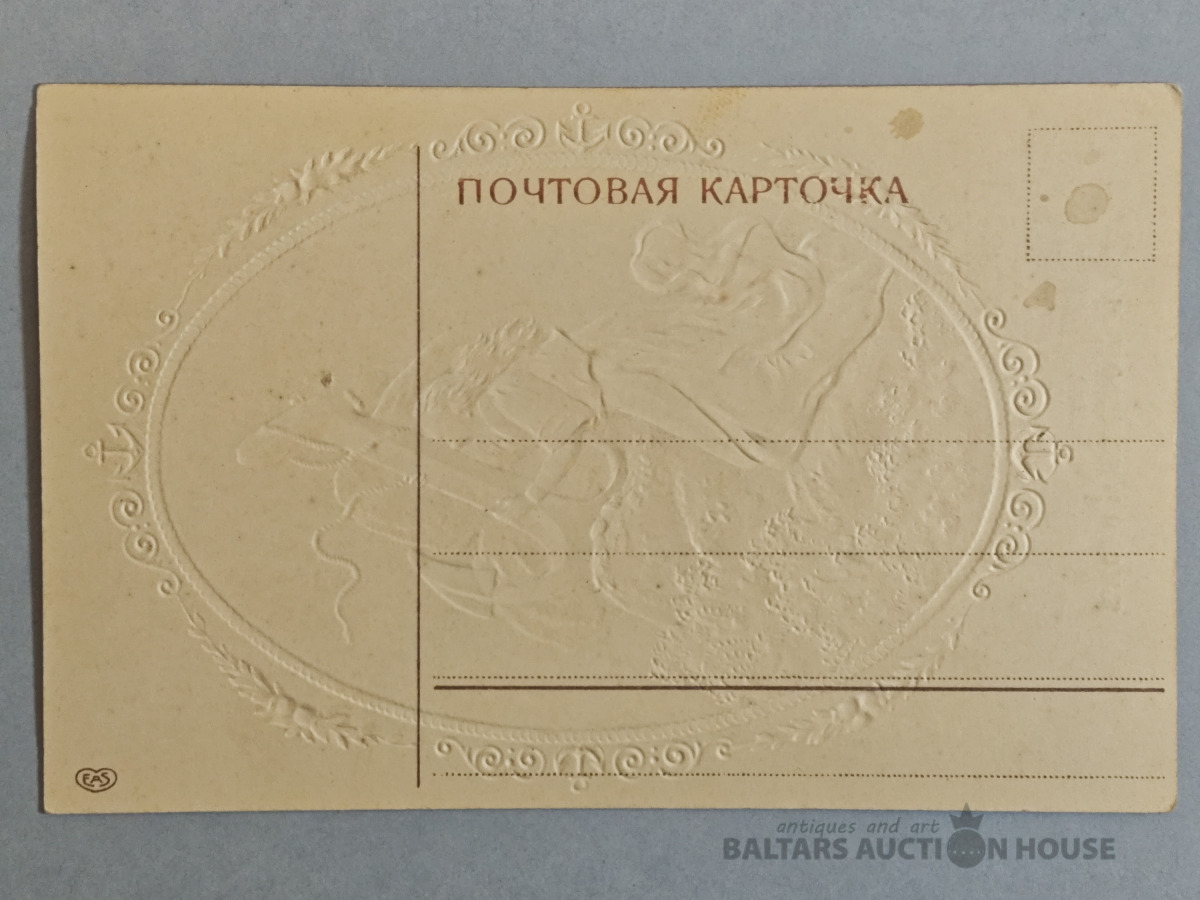 ПОЧТОВАЯ КАРТОЧКА
EAS
antiques and art
BALTARS AUCTION HOUSE